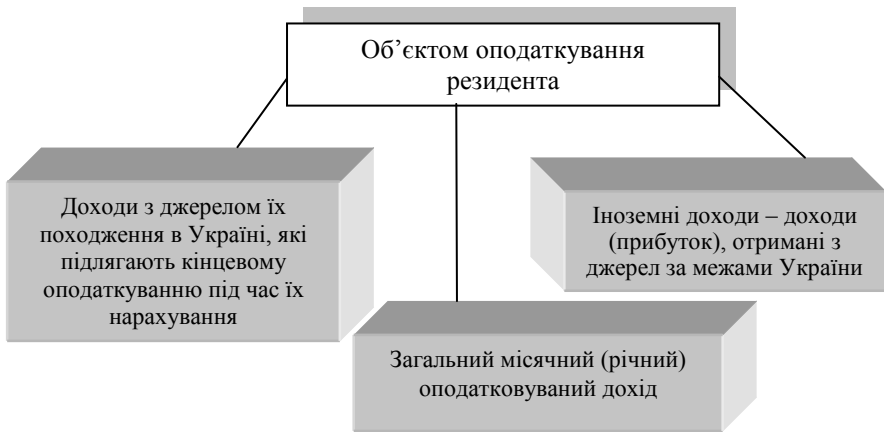 Об’єктом оподаткування
резидента
Доходи з джерелом їх
походження в Україні, які
підлягають кінцевому
оподаткуванню під час їх
нарахування
Загальний місячний (річний)
оподатковуваний дохід
Іноземні доходи – доходи
(прибуток), отримані з
джерел за межами України